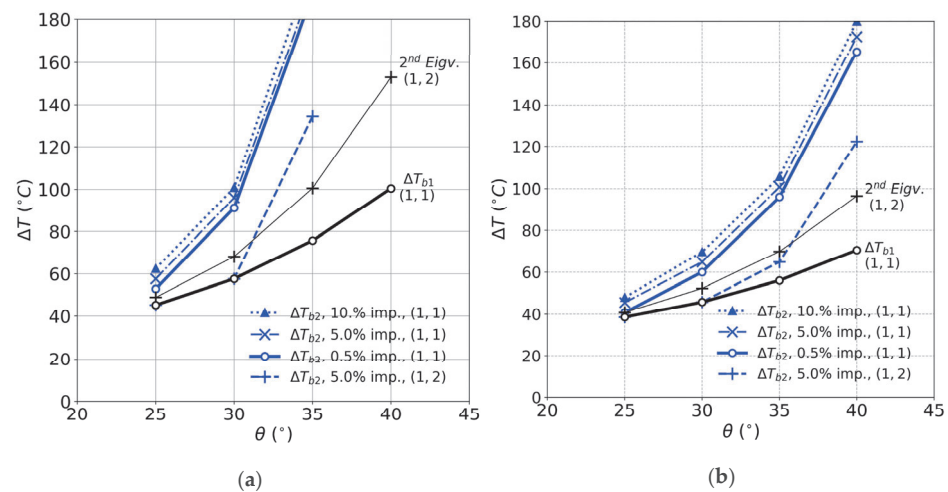 180
160
140
120
100
80
60
40
20
0
20
25
30
35
40
45
ΔT (°C)
θ (°)
2nd Eigv.
(1, 2)
ΔTb1
(1, 1)
ΔTb2, 10.% imp., (1, 1)
ΔTb2, 5.0% imp., (1, 1)
ΔTb2, 0.5% imp., (1, 1)
ΔTb2, 5.0% imp., (1, 2)
(a)
180
160
140
120
100
80
60
40
20
0
20
25
30
35
40
45
ΔT (°C)
θ (°)
2nd Eigv.
(1, 2)
ΔTb1
(1, 1)
ΔTb2, 10.% imp., (1, 1)
ΔTb2, 5.0% imp., (1, 1)
ΔTb2, 0.5% imp., (1, 1)
ΔTb2, 5.0% imp., (1, 2)
(b)